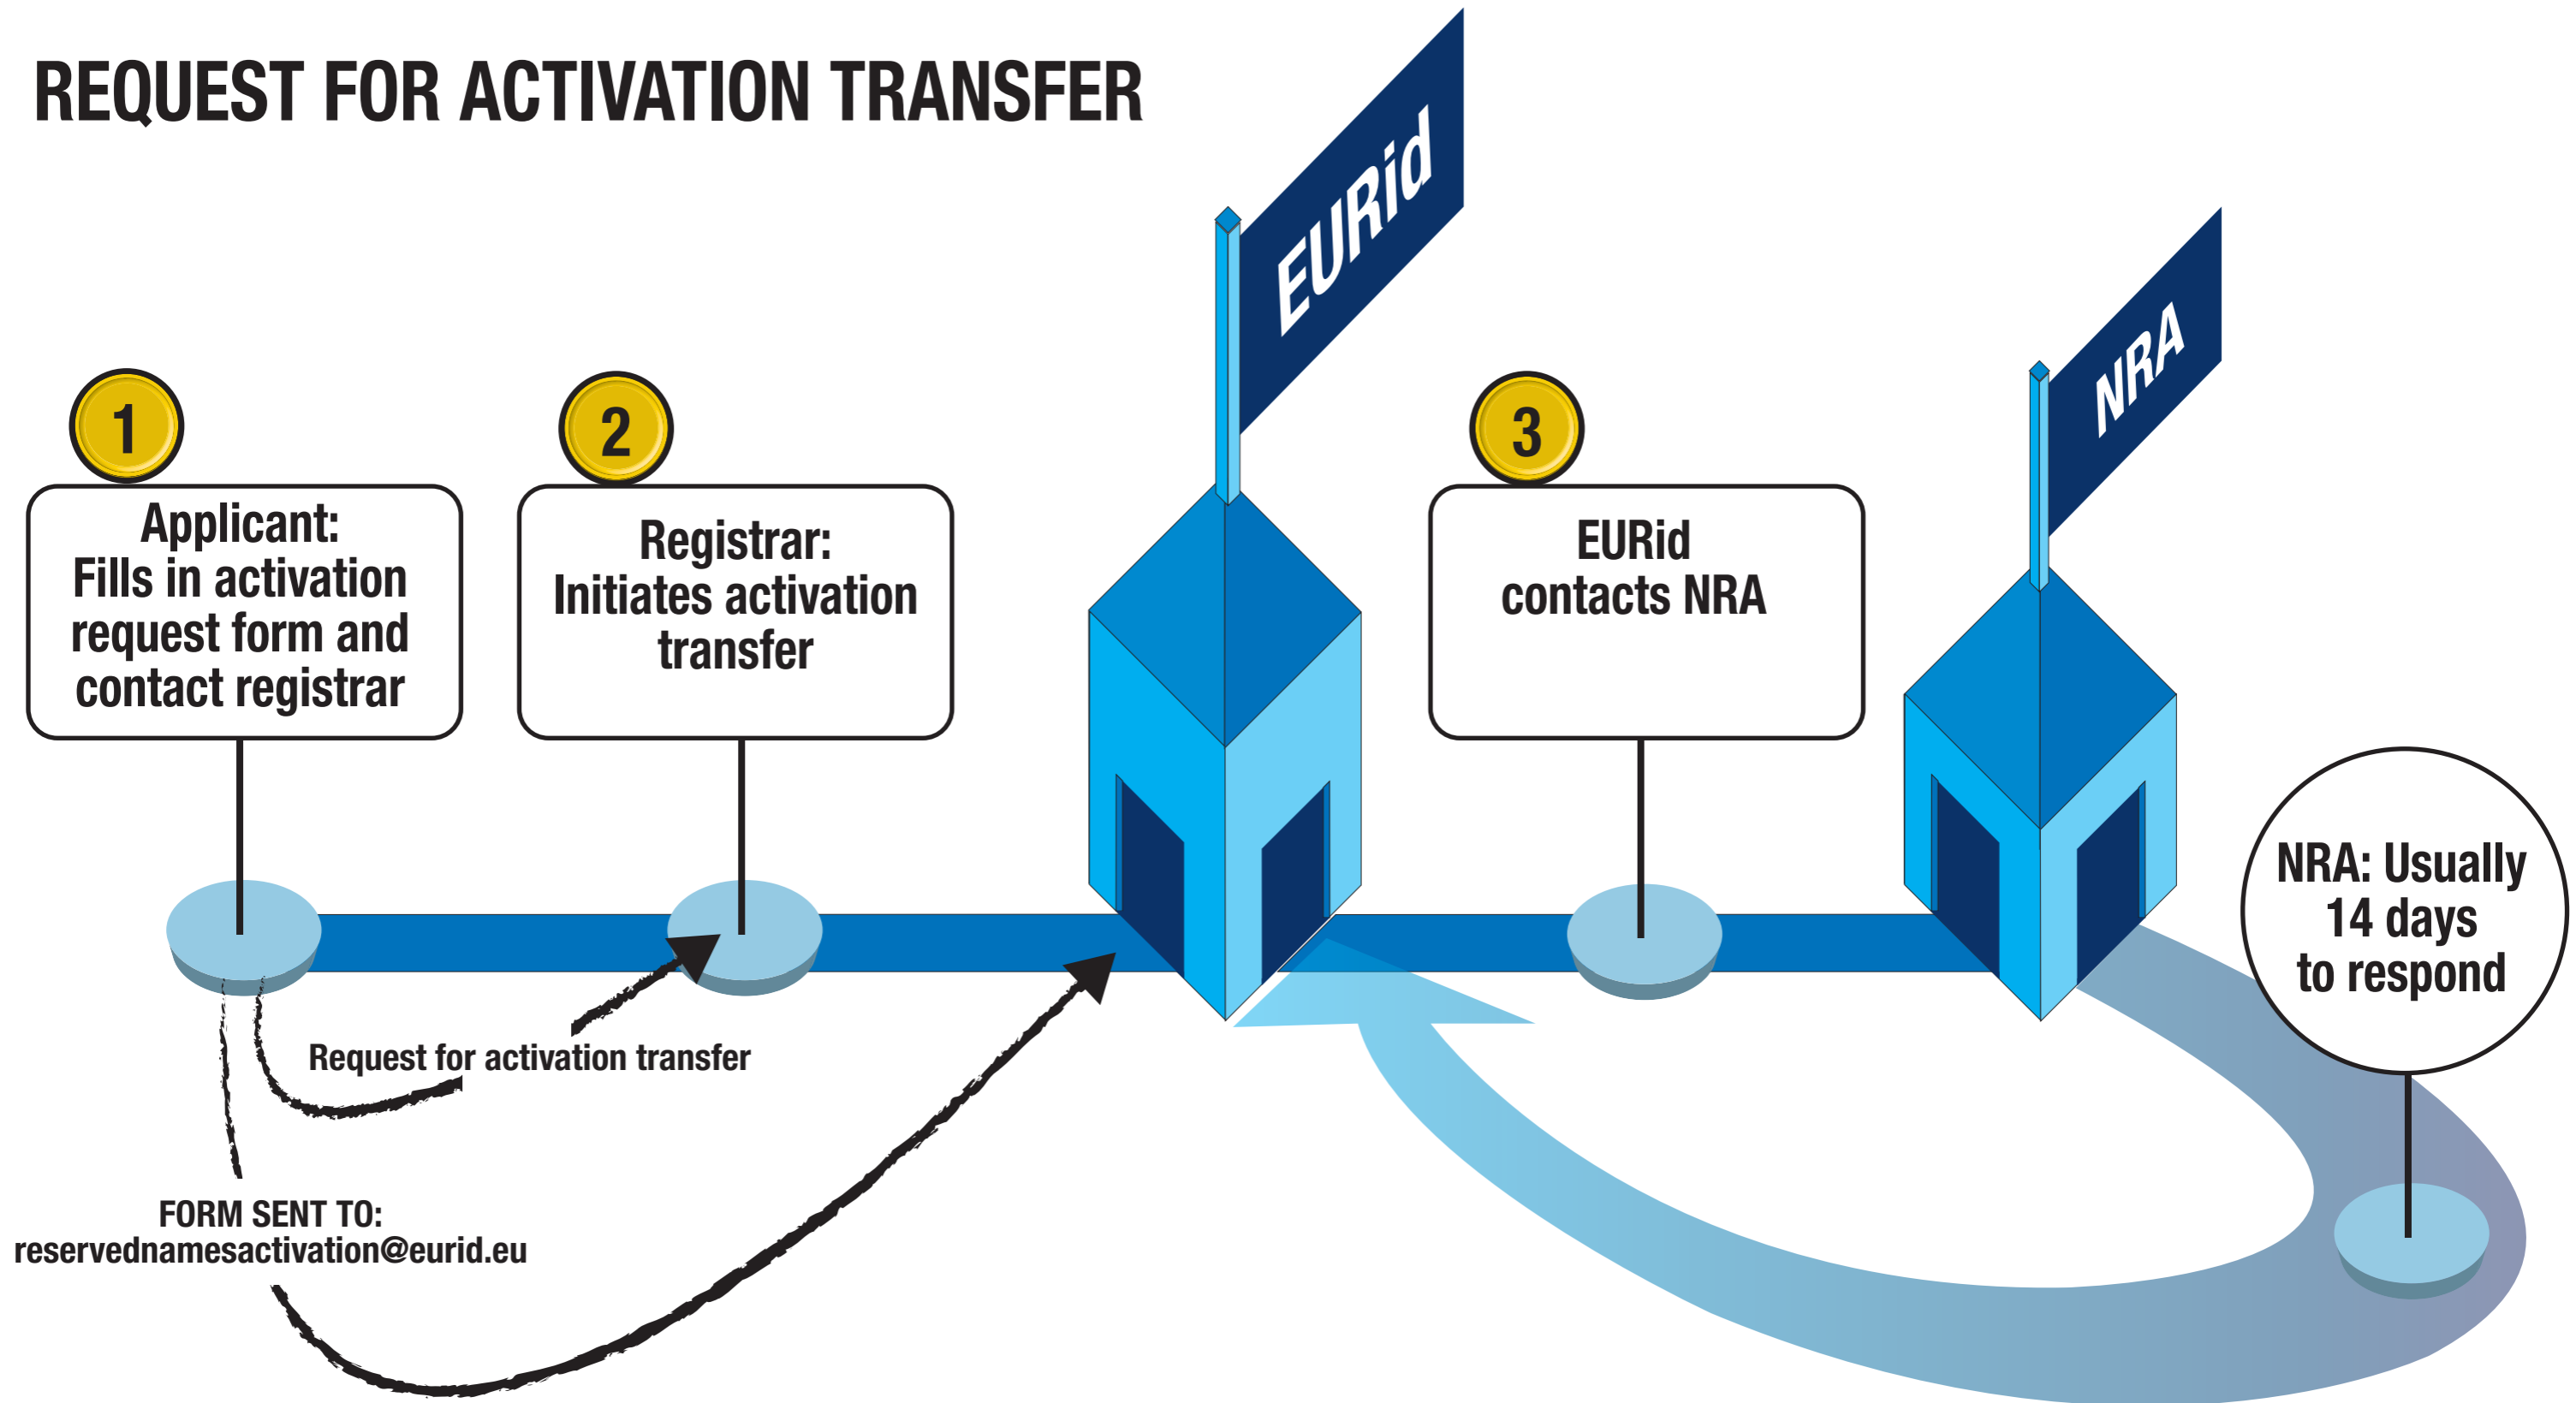 REQUEST FOR ACTIVATION TRANSFER
EURid
NRA
1
Applicant:
Fills in activation
request form and
contact registrar
2
Registrar:
Initiates activation
transfer
3
EURid
contacts NRA
NRA: Usually
14 days
to respond
Request for activation transfer
FORM SENT TO:
reservednamesactivation@eurid.eu